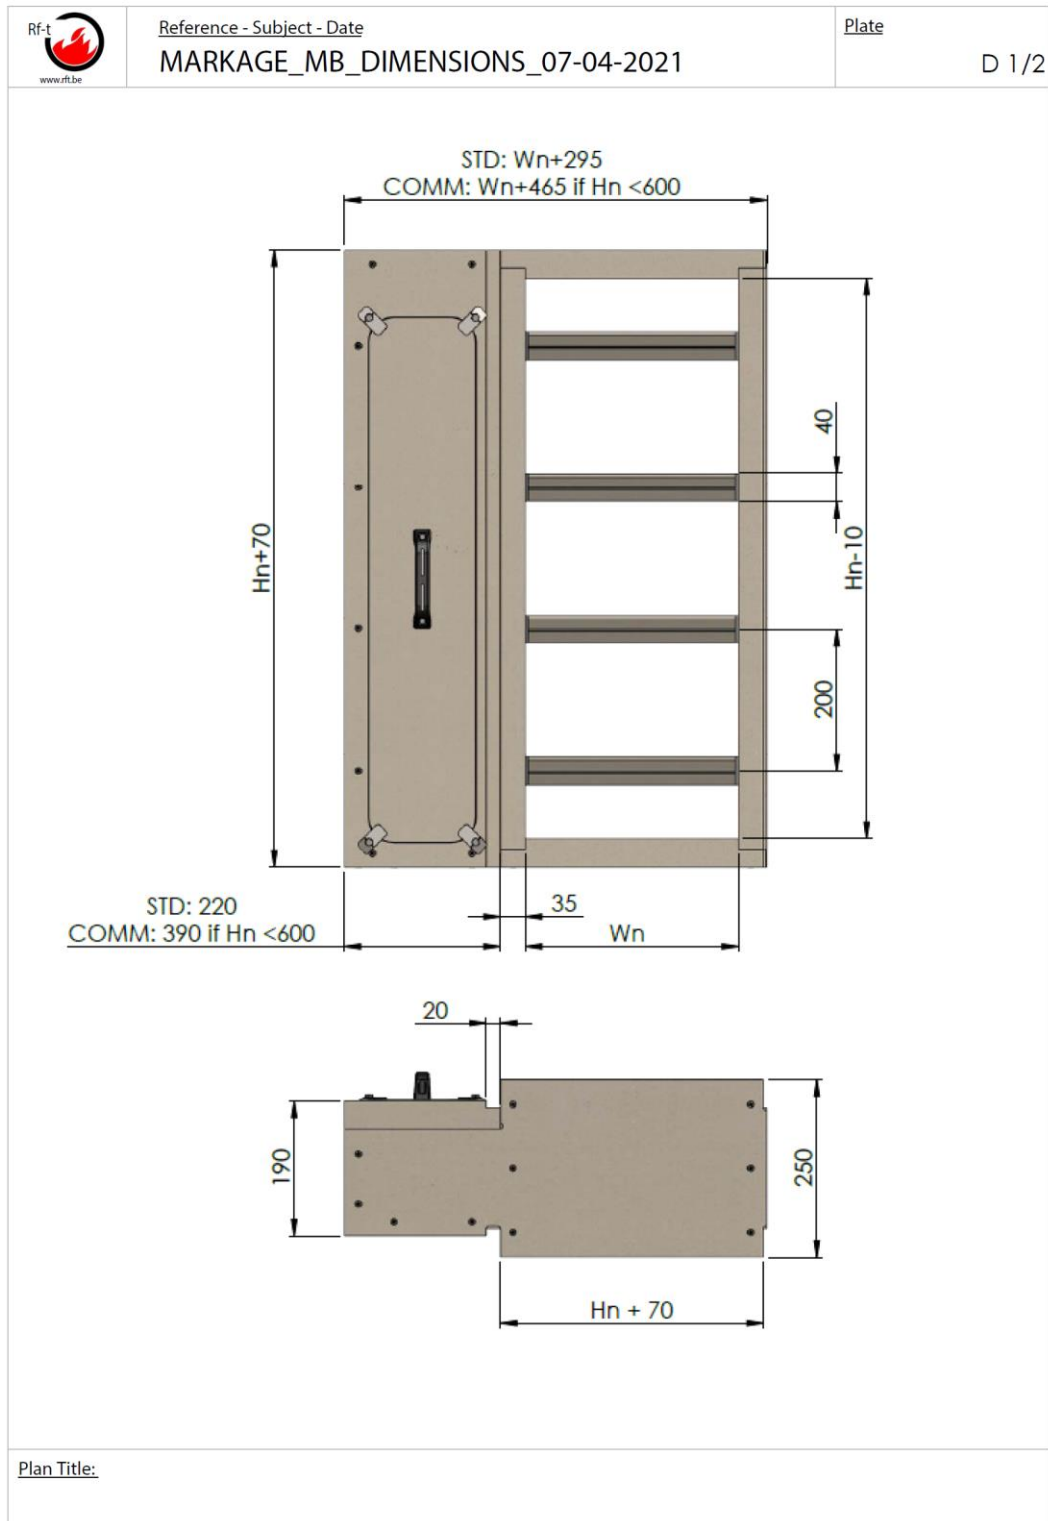 Rf-t
www.rft.be
Reference - Subject - Date
MARKAGE_MB_DIMENSIONS_07-04-2021
Plate
D 1/2
STD: Wn+295
COMM: Wn+465 if Hn <600
40
Hn+70
Hn-10
200
STD: 220
COMM: 390 if Hn <600
35
Wn
20
190
250
Hn + 70
Plan Title: